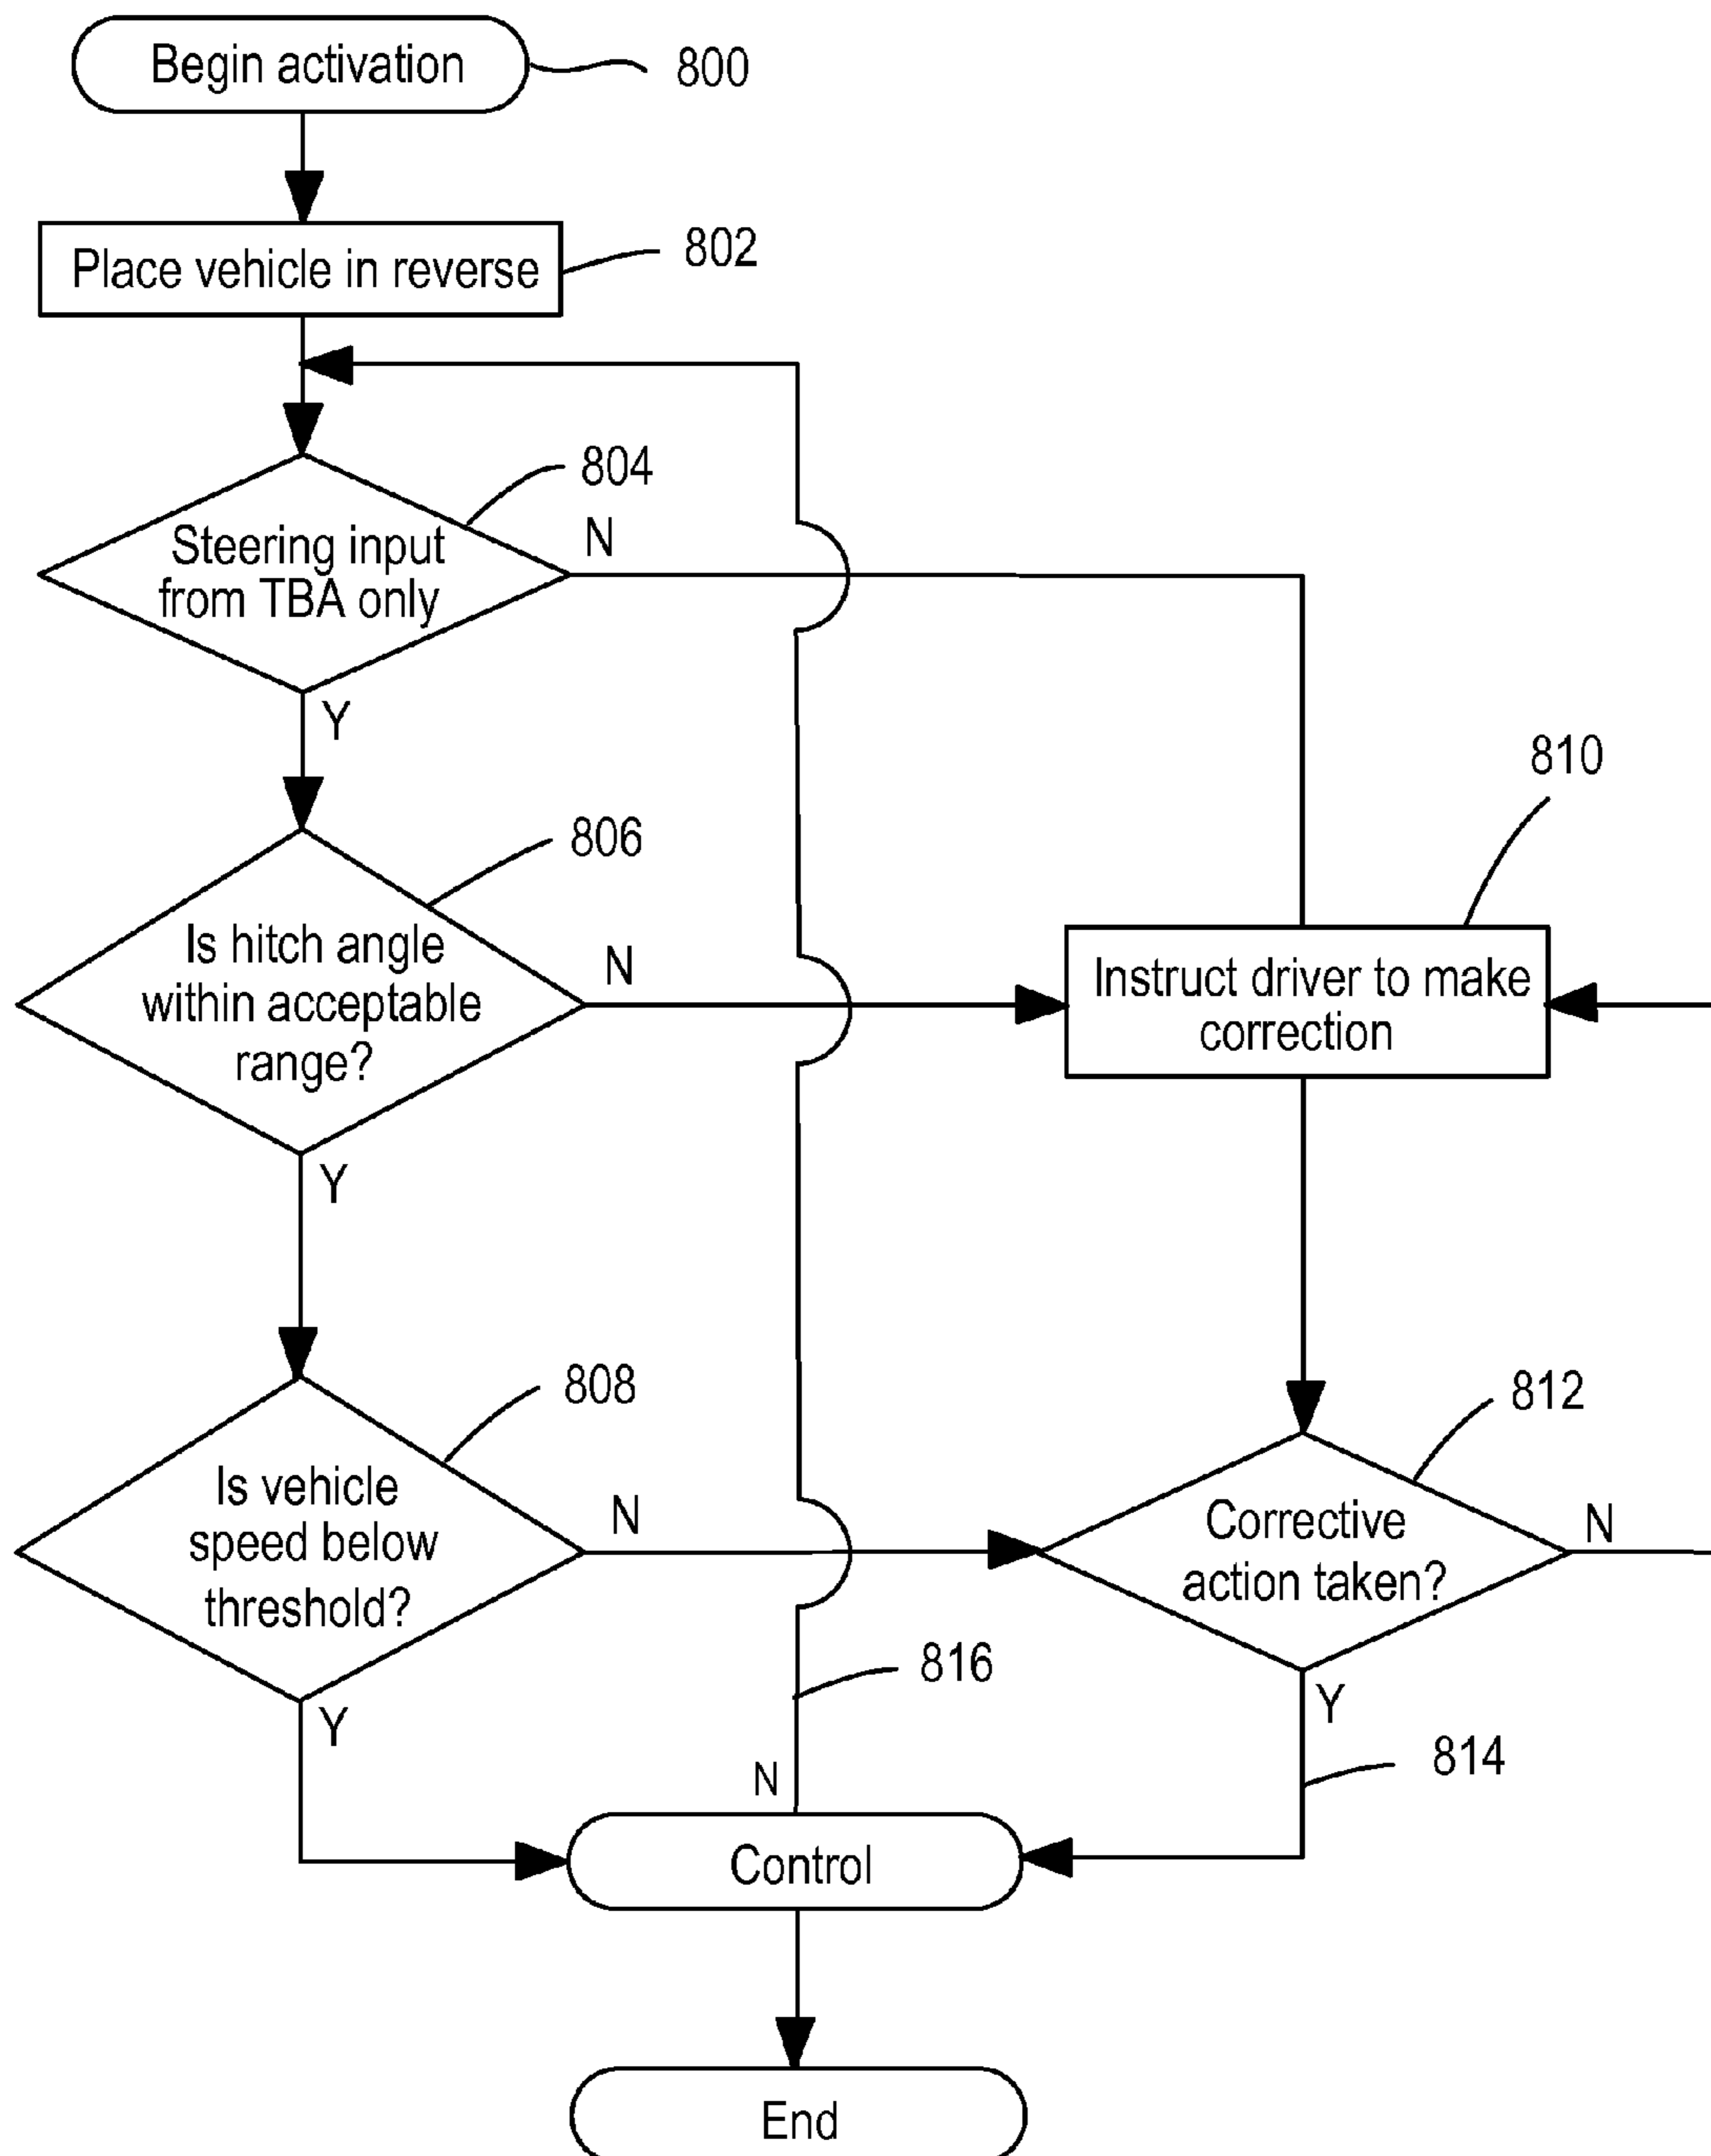 Begin activation
800
Place vehicle in reverse
802
804
Steering input
from TBA only
N
Y
810
806
Is hitch angle
within acceptable
range?
N
Y
Instruct driver to make
correction
808
Is vehicle
speed below
threshold?
N
Y
812
Corrective
action taken?
N
Y
816
814
N
Control
End